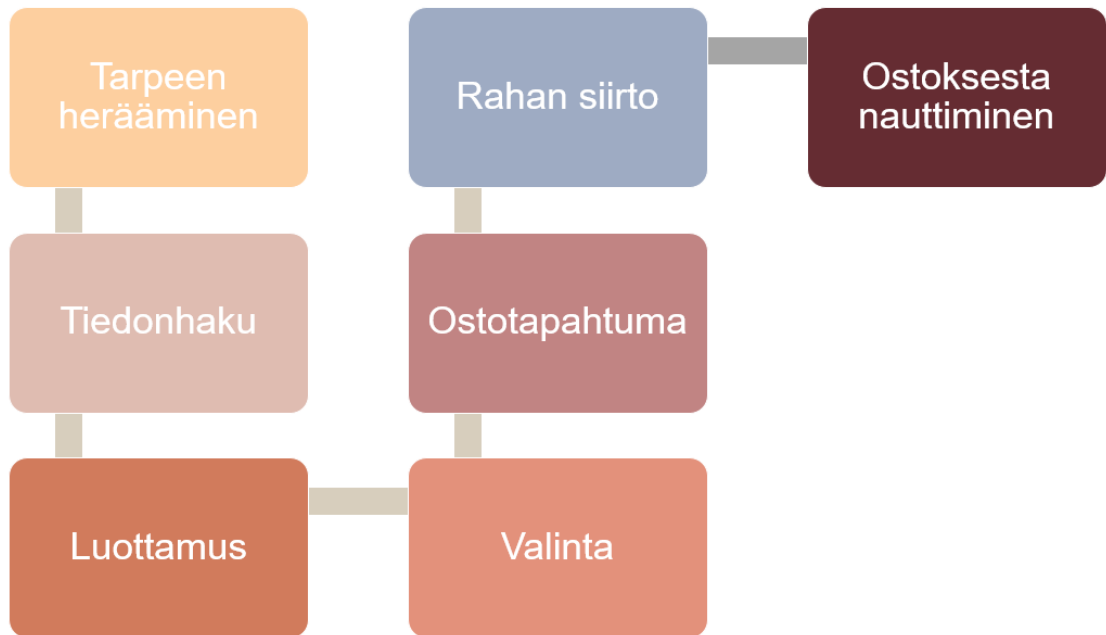 Tarpeen
herääminen
Tiedonhaku
Luottamus
Valinta
Ostotapahtuma
Rahan siirto
Ostoksesta
nauttiminen